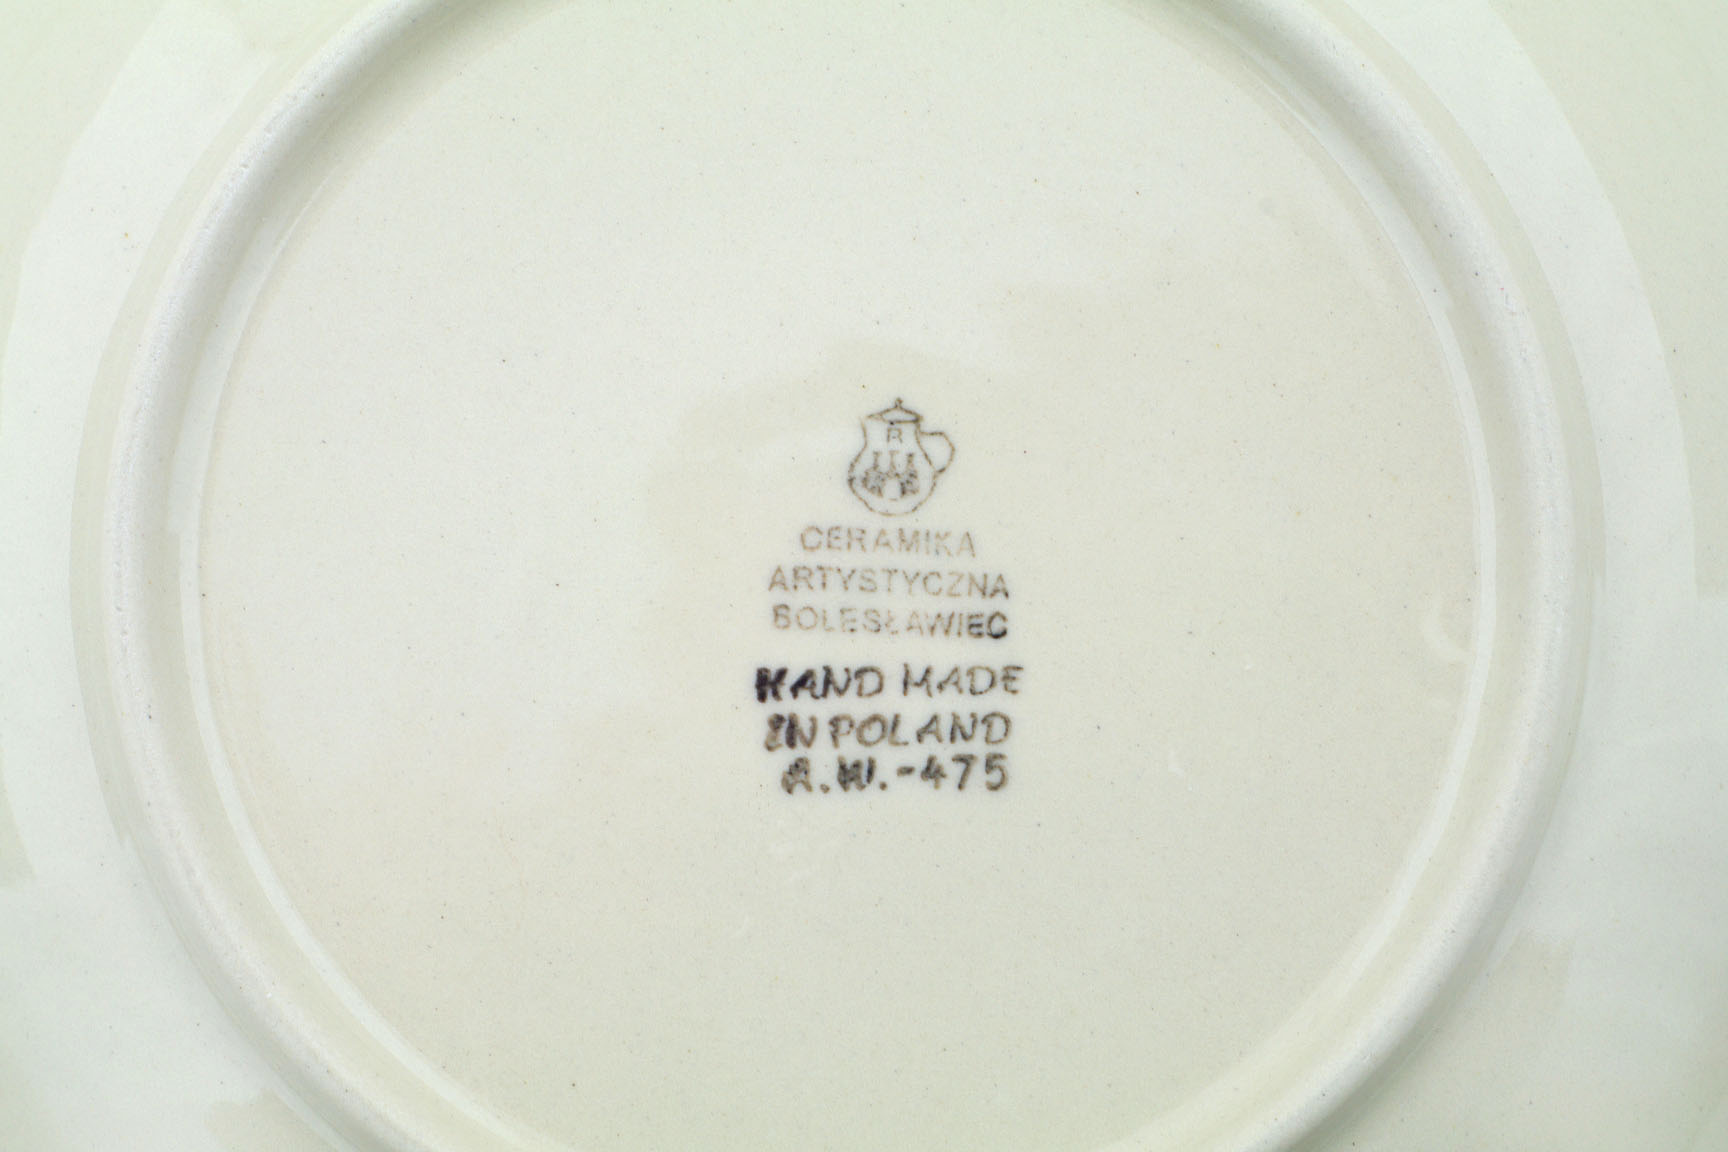 R
CERAMIKA
ARTYSTYCZNA
BOLESŁAWIEC
HAND MADE
IN POLAND
A.W.-475